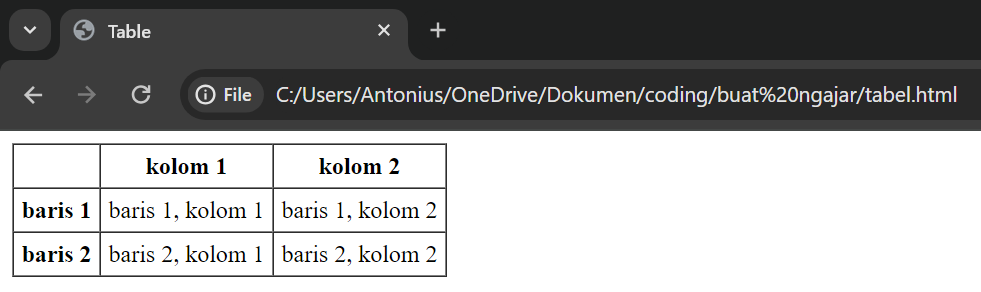 Table
File C:/Users/Antonius/OneDrive/Dokumen/coding/buat%20ngajar/tabel.html
kolom 1 kolom 2
baris 1 baris 1, kolom 1 baris 1, kolom 2
baris 2 baris 2, kolom 1 baris 2, kolom 2